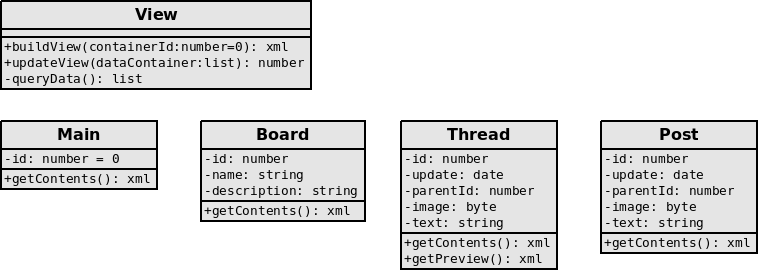 View
+buildView(containerId:number=0): xml
+updateView(dataContainer:list): number
-queryData(): list
Main
-id: number = 0
+getContents(): xml
Board
-id: number
-name: string
-description: string
+getContents(): xml
Thread
-id: number
-update: date
-parentId: number
-image: byte
-text: string
+getContents(): xml
+getPreview(): xml
Post
-id: number
-update: date
-parentId: number
-image: byte
-text: string
+getContents(): xml